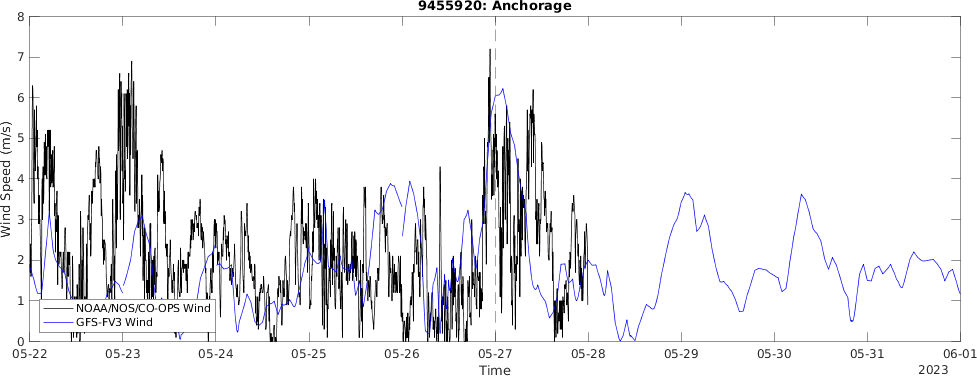 9455920: Anchorage
8
7
6
5
4
3
2
1
0
Wind Speed (m/s)
NOAA/NOS/CO-OPS Wind
GFS-FV3 Wind
05-22 05-23 05-24 05-25 05-26 05-27 05-28 05-29 05-30 05-31 06-01
Time
2023